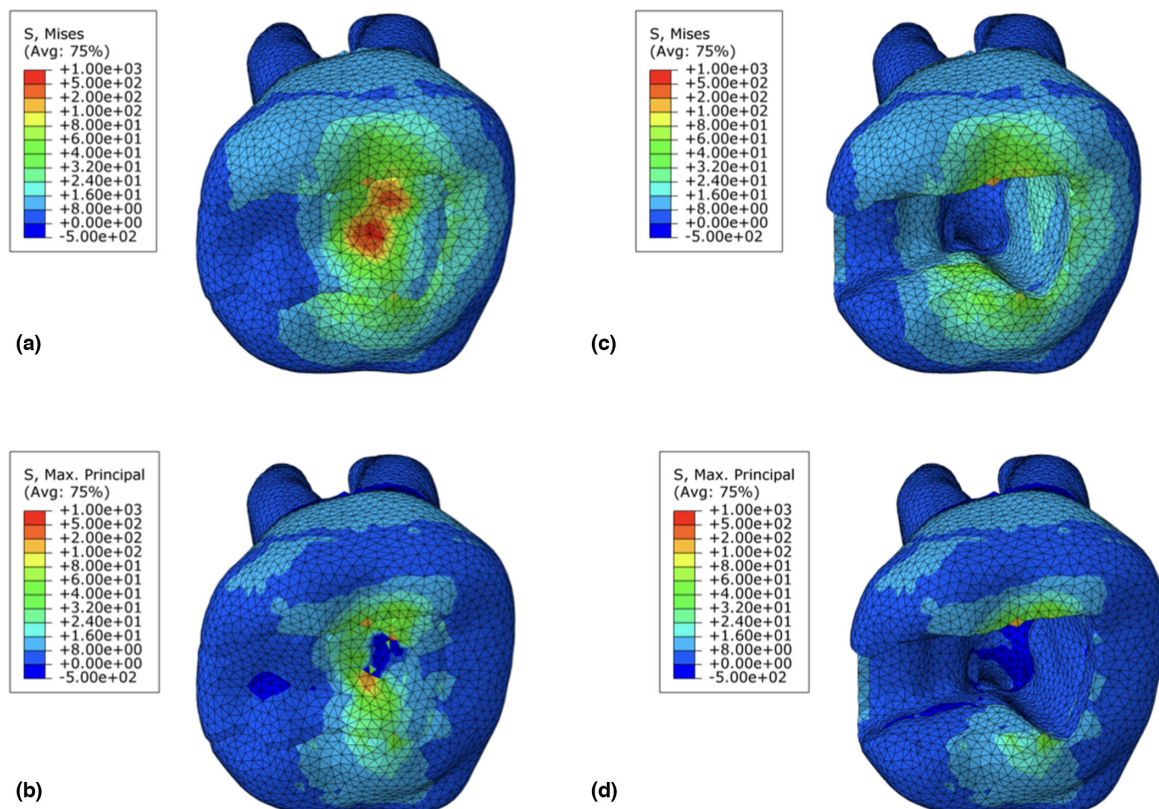 S, Mises
(Avg: 75%)
+1.00e+03
+5.00e+02
+2.00e+02
+1.00e+02
+8.00e+01
+6.00e+01
+4.00e+01
+3.20e+01
+2.40e+01
+1.60e+01
+8.00e+00
+0.00e+00
-5.00e+02
(a)
S, Mises
(Avg: 75%)
+1.00e+03
+5.00e+02
+2.00e+02
+1.00e+02
+8.00e+01
+6.00e+01
+4.00e+01
+3.20e+01
+2.40e+01
+1.60e+01
+8.00e+00
+0.00e+00
-5.00e+02
(c)
S, Max. Principal
(Avg: 75%)
+1.00e+03
+5.00e+02
+2.00e+02
+1.00e+02
+8.00e+01
+6.00e+01
+4.00e+01
+3.20e+01
+2.40e+01
+1.60e+01
+8.00e+00
+0.00e+00
-5.00e+02
(b)
S, Max. Principal
(Avg: 75%)
+1.00e+03
+5.00e+02
+2.00e+02
+1.00e+02
+8.00e+01
+6.00e+01
+4.00e+01
+3.20e+01
+2.40e+01
+1.60e+01
+8.00e+00
+0.00e+00
-5.00e+02
(d)